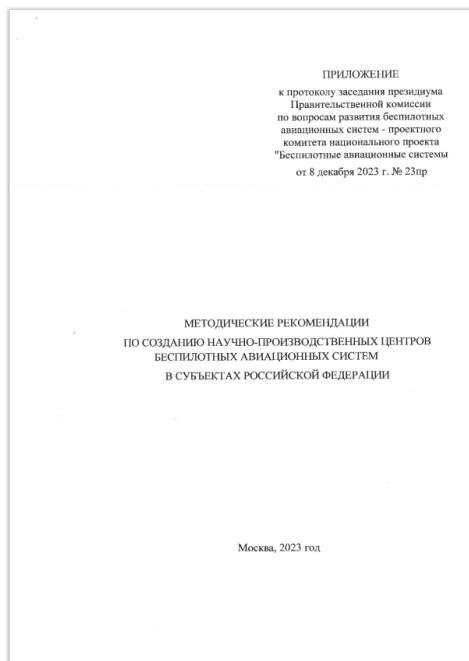 ПРИЛОЖЕНИЕ
к протоколу заседания президиума
Правительственной комиссии
по вопросам развития беспилотных
авиационных систем - проектного
комитета национального проекта
"Беспилотные авиационные системы
от 8 декабря 2023 г. № 23пр
МЕТОДИЧЕСКИЕ РЕКОМЕНДАЦИИ
ПО СОЗДАНИЮ НАУЧНО-ПРОИЗВОДСТВЕННЫХ ЦЕНТРОВ
БЕСПИЛОТНЫХ АВИАЦИОННЫХ СИСТЕМ
В СУБЪЕКТАХ РОССИЙСКОЙ ФЕДЕРАЦИИ
Москва, 2023 год